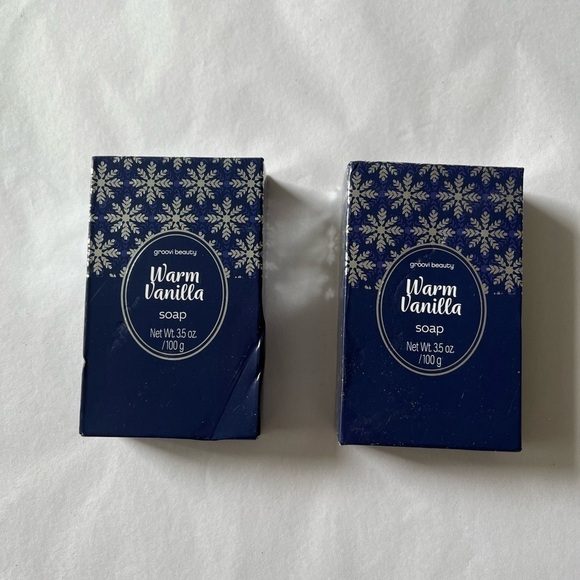 groovi beauty
Warm
Vanilla
soap
Net Wt. 3.5 oz.
/100 g
groovi beauty
Warm
Vanilla
soap
Net Wt. 3.5 oz.
/100 g